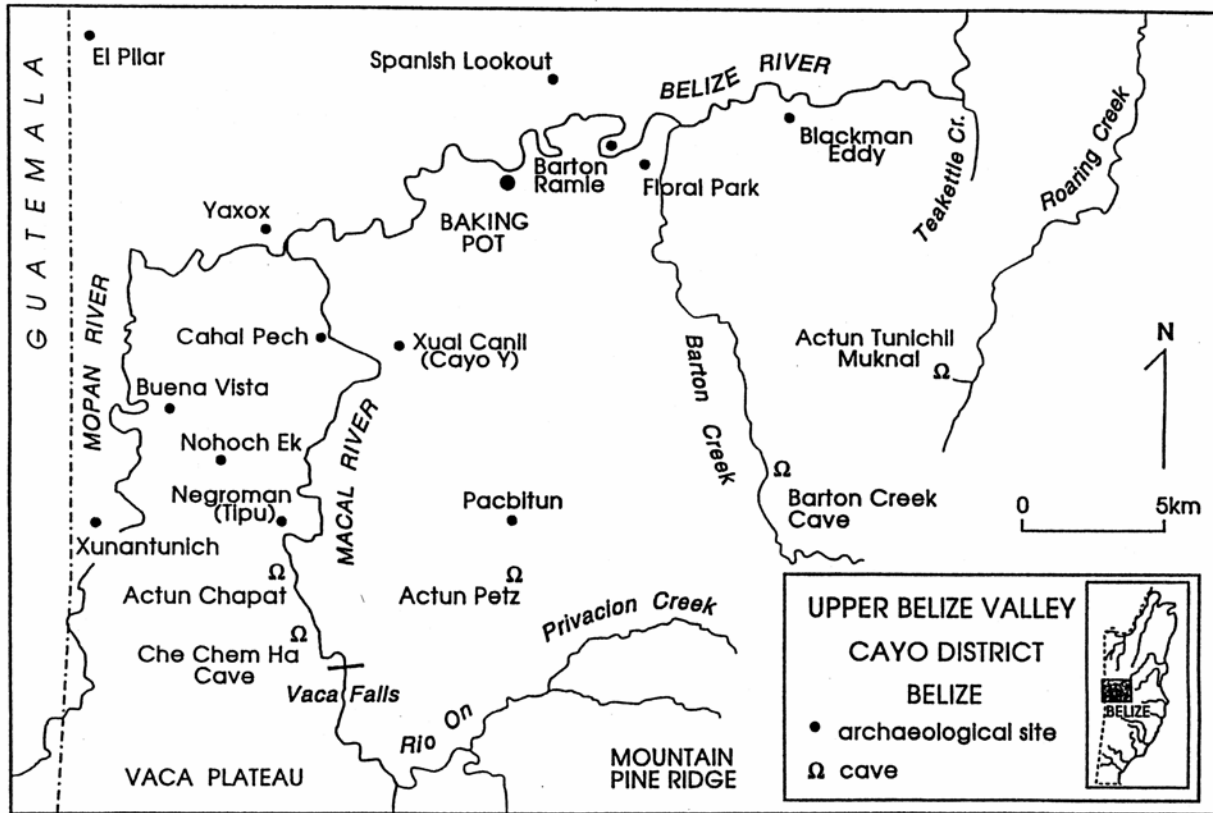 GUATEMALA
El Pilar
Spanish Lookout
BELIZE RIVER
Blackman
Eddy
Barton
Ramie
Floral Park
Teakettle Cr.
Roaring Creek
BAKING
POT
Yaxox
MOPAN RIVER
Cahal Pech
Xual Canil
(Cayo Y)
Barton Creek
Actun Tunichil
Muknal
N
Buena Vista
Nohoch Ek
MACAL RIVER
Negroman
(Tipu)
Pacbitun
Barton Creek
Cave
0 5km
Xunantunich
Actun Chapat
Actun Petz
Privacion Creek
Che Chem Ha
Cave
Vaca Falls
Rio On
VACA PLATEAU
MOUNTAIN
PINE RIDGE
UPPER BELIZE VALLEY
CAYO DISTRICT
BELIZE
• archaeological site
Ω cave
BELIZE